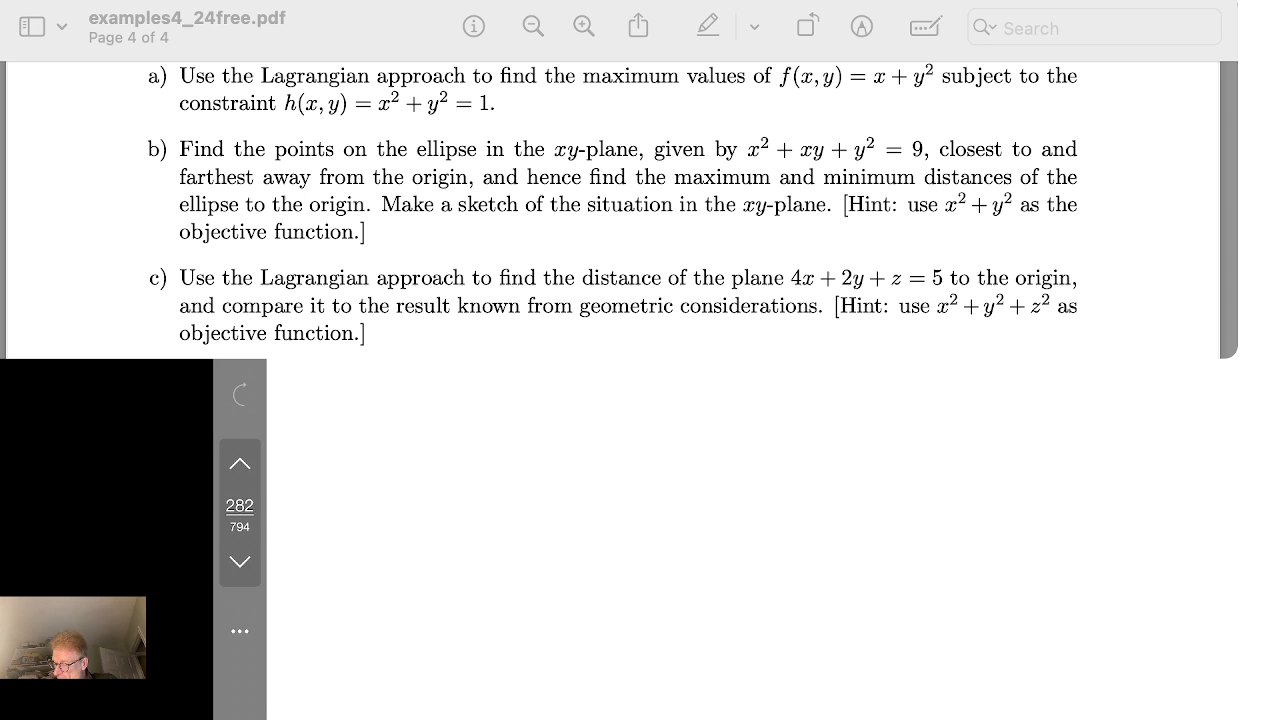 examples4_24free.pdf
Page 4 of 4
Search
a) Use the Lagrangian approach to find the maximum values of f(x, y) = x + y² subject to the
constraint h(x, y) = x² + y² = 1.
b) Find the points on the ellipse in the xy-plane, given by x² + xy + y² = 9, closest to and
farthest away from the origin, and hence find the maximum and minimum distances of the
ellipse to the origin. Make a sketch of the situation in the xy-plane. [Hint: use x² + y² as the
objective function.]
c) Use the Lagrangian approach to find the distance of the plane 4x + 2y + z = 5 to the origin,
and compare it to the result known from geometric considerations. [Hint: use x² + y² + z² as
objective function.]
282
794